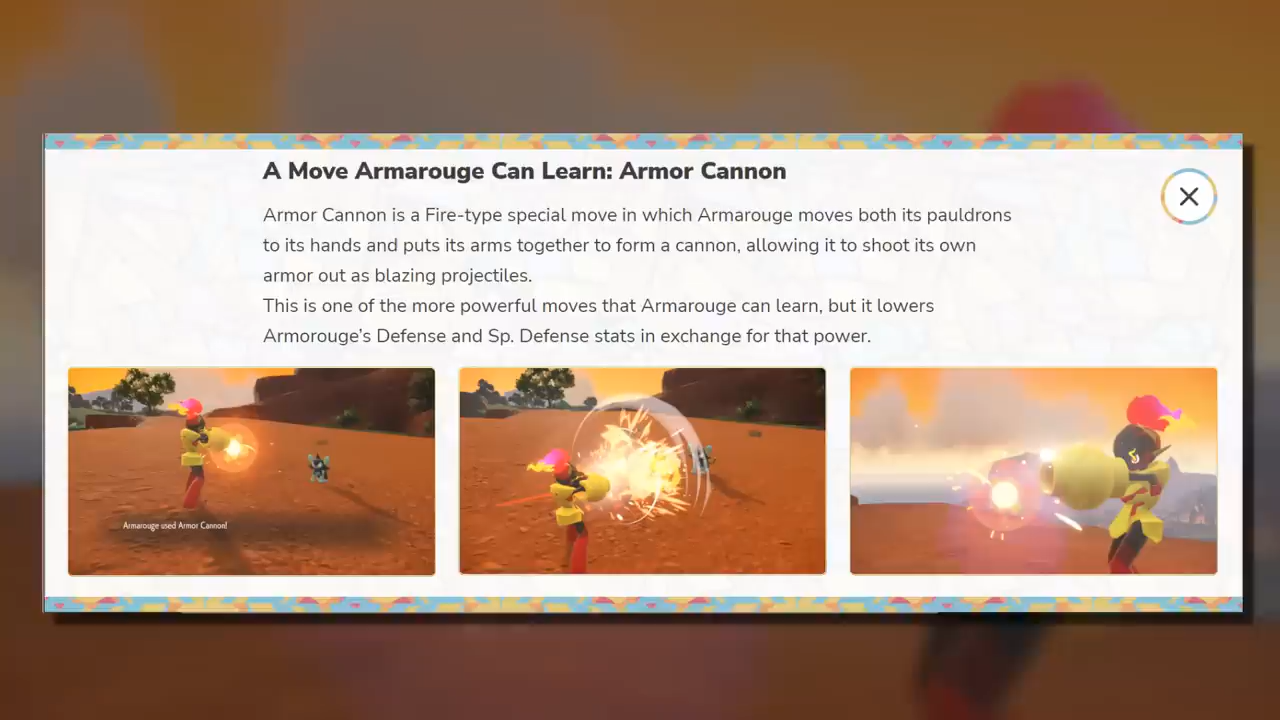 A Move Armarouge Can Learn: Armor Cannon
Armor Cannon is a Fire-type special move in which Armarouge moves both its pauldrons
to its hands and puts its arms together to form a cannon, allowing it to shoot its own
armor out as blazing projectiles.
This is one of the more powerful moves that Armarouge can learn, but it lowers
Armorouge's Defense and Sp. Defense stats in exchange for that power.
Armarouge used Armor Cannon!